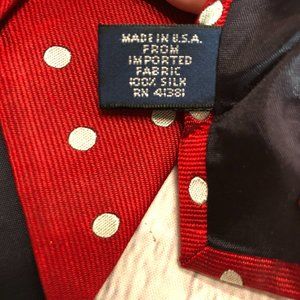 MADE IN U.S.A.
FROM
IMPORTED
FABRIC
100% SILK
RN 41381